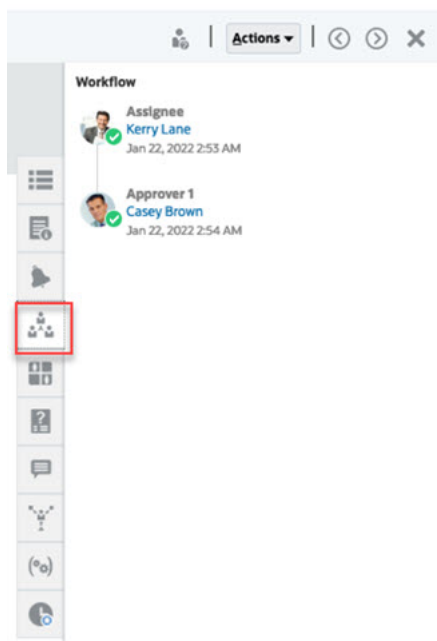 Actions
Workflow
Assignee
Kerry Lane
Jan 22, 2022 2:53 AM
Approver 1
Casey Brown
Jan 22, 2022 2:54 AM